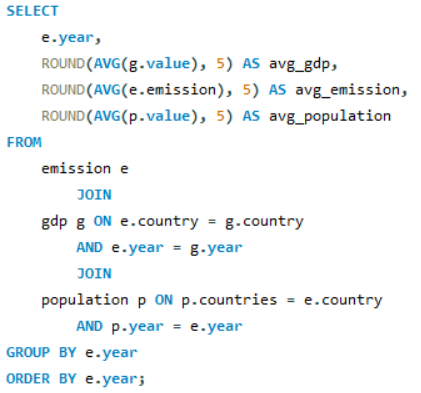 SELECT
e.year,
ROUND(AVG(g.value), 5) AS avg_gdp,
ROUND(AVG(e.emission), 5) AS avg_emission,
ROUND(AVG(p.value), 5) AS avg_population
FROM
emission e
JOIN
gdp g ON e.country = g.country
AND e.year = g.year
JOIN
population p ON p.countries = e.country
AND p.year = e.year
GROUP BY e.year
ORDER BY e.year;